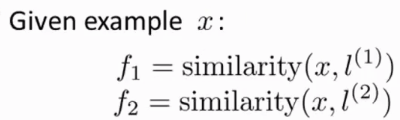 Given example x:
f₁ = similarity(x, l⁽¹⁾)
f₂ = similarity(x, l⁽²⁾)